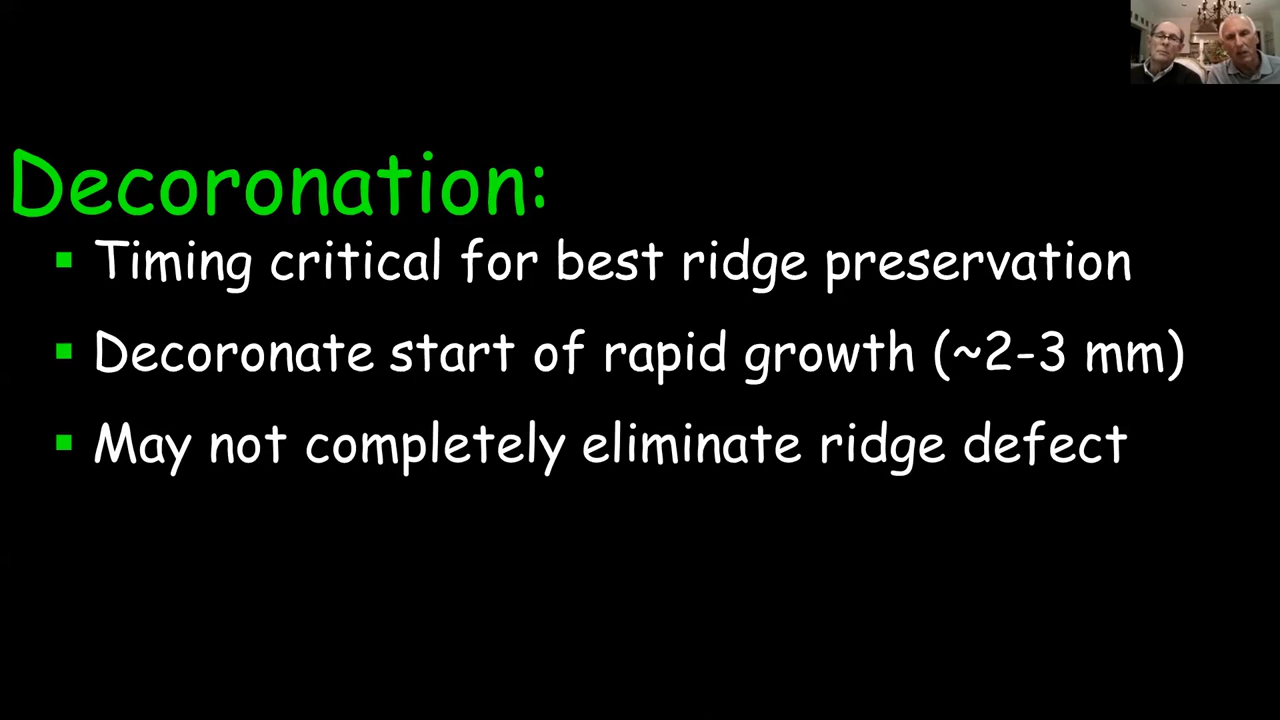 Decoronation:
▪ Timing critical for best ridge preservation
▪ Decoronate start of rapid growth (~2-3 mm)
▪ May not completely eliminate ridge defect